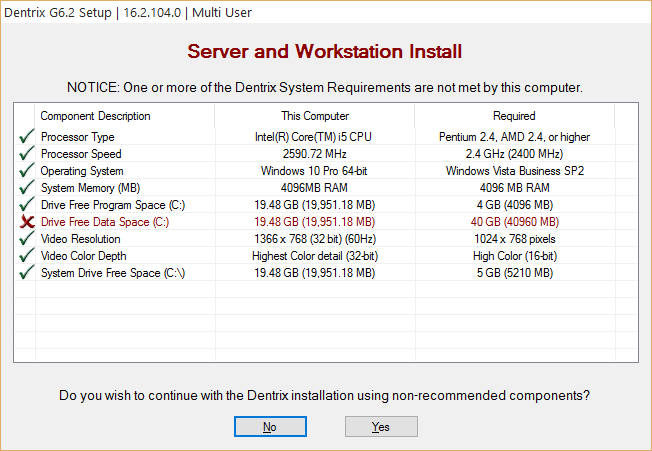 Dentrix G6.2 Setup | 16.2.104.0 | Multi User
Server and Workstation Install
NOTICE: One or more of the Dentrix System Requirements are not met by this computer.
Component Description This Computer Required
Processor Type Intel(R) Core(TM) i5 CPU Pentium 2.4, AMD 2.4, or higher
Processor Speed 2590.72 MHz 2.4 GHz (2400 MHz)
Operating System Windows 10 Pro 64-bit Windows Vista Business SP2
System Memory (MB) 4096MB RAM 4096 MB RAM
Drive Free Program Space (C:) 19.48 GB (19,951.18 MB) 4 GB (4096 MB)
Drive Free Data Space (C:) 19.48 GB (19,951.18 MB) 40 GB (40960 MB)
Video Resolution 1366 x 768 (32 bit) (60Hz) 1024 x 768 pixels
Video Color Depth Highest Color detail (32-bit) High Color (16-bit)
System Drive Free Space (C:\) 19.48 GB (19,951.18 MB) 5 GB (5210 MB)
Do you wish to continue with the Dentrix installation using non-recommended components?
No Yes